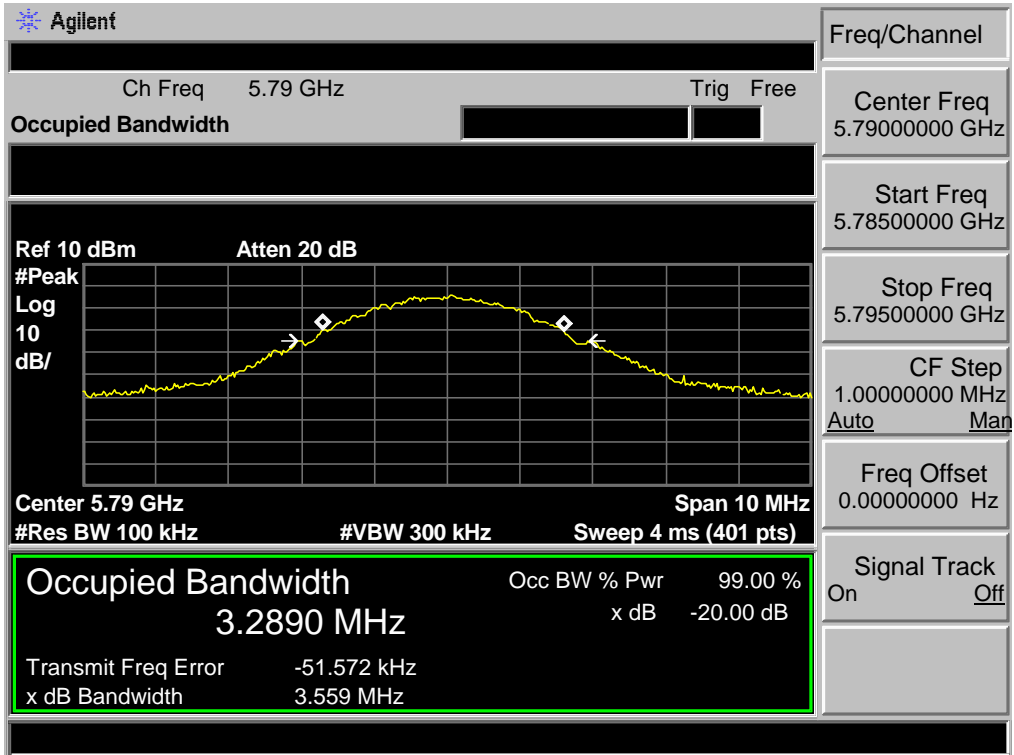 Agilent
Freq/Channel
Ch Freq 5.79 GHz Trig Free
Occupied Bandwidth
Center Freq
5.79000000 GHz
Start Freq
5.78500000 GHz
Stop Freq
5.79500000 GHz
CF Step
1.00000000 MHz
Auto Man
Freq Offset
0.00000000 Hz
Signal Track
On Off
Ref 10 dBm Atten 20 dB
#Peak
Log
10
dB/
Center 5.79 GHz Span 10 MHz
#Res BW 100 kHz #VBW 300 kHz Sweep 4 ms (401 pts)
Occupied Bandwidth Occ BW % Pwr 99.00 %
3.2890 MHz x dB -20.00 dB
Transmit Freq Error -51.572 kHz
x dB Bandwidth 3.559 MHz